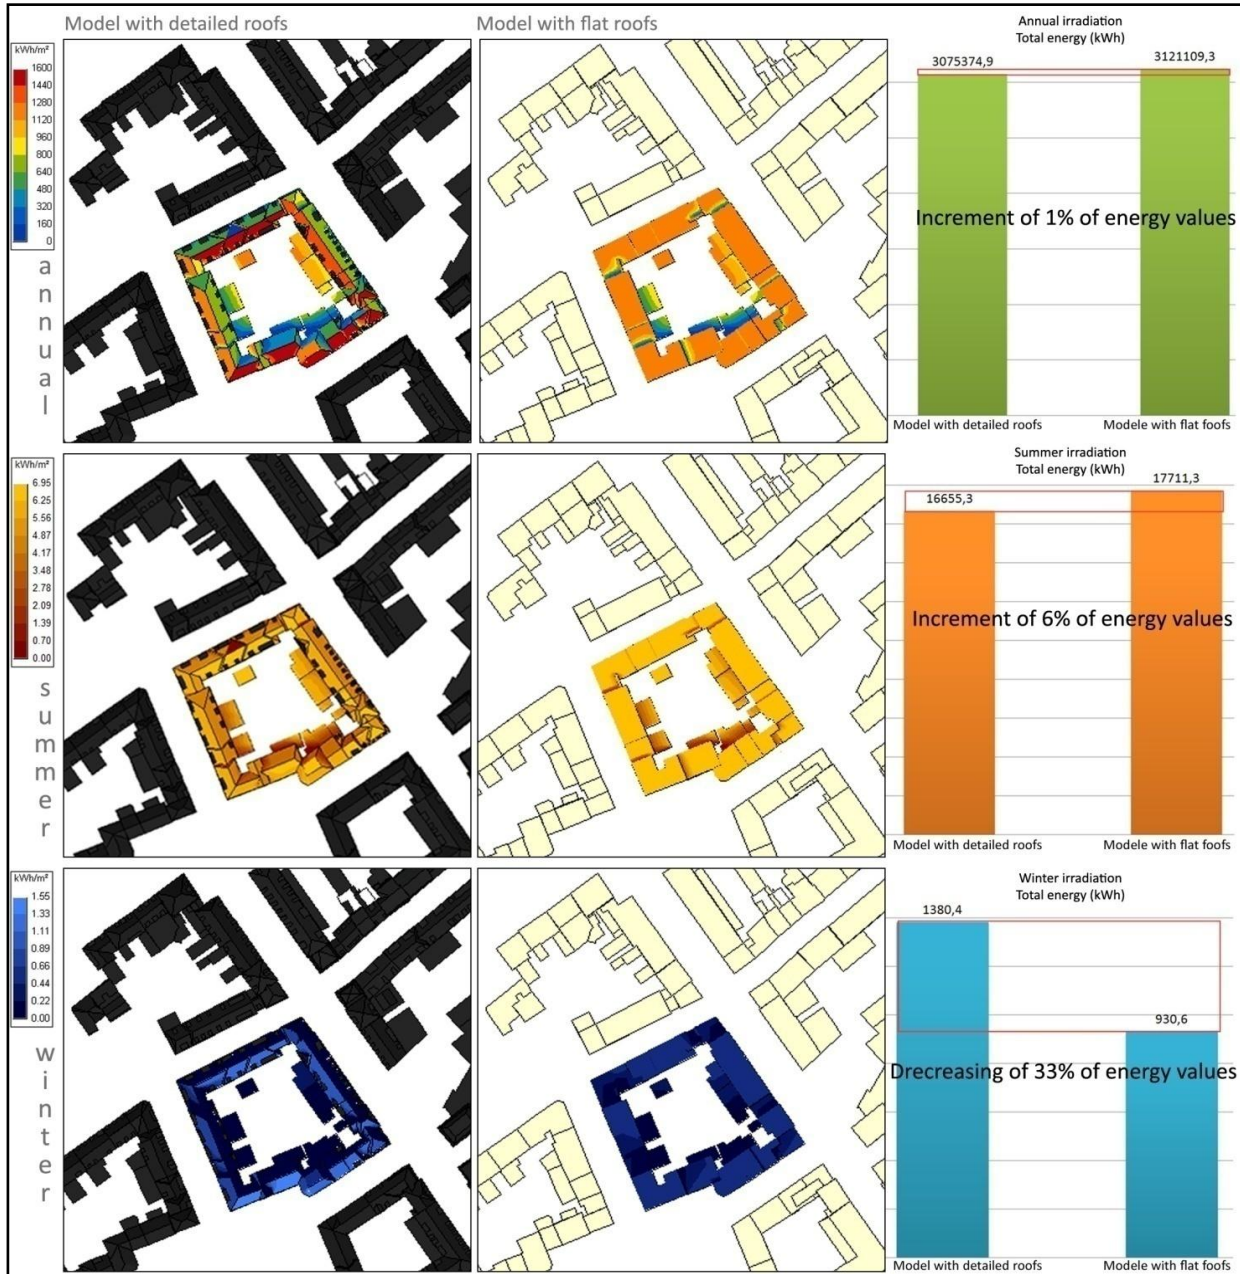 Model with detailed roofs
Model with flat roofs
kWh/m²
1600
1440
1280
1120
960
800
640
480
320
160
0
annual
Annual irradiation
Total energy (kWh)
3075374,9
3121109,3
Increment of 1% of energy values
Model with detailed roofs
Modele with flat foofs
kWh/m²
6.95
6.25
5.56
4.87
4.17
3.48
2.78
2.09
1.39
0.70
0.00
summer
Summer irradiation
Total energy (kWh)
16655,3
17711,3
Increment of 6% of energy values
Model with detailed roofs
Modele with flat foofs
kWh/m²
1.55
1.33
1.11
0.89
0.66
0.44
0.22
0.00
winter
Winter irradiation
Total energy (kWh)
1380,4
930,6
Drecreasing of 33% of energy values
Model with detailed roofs
Modele with flat foofs